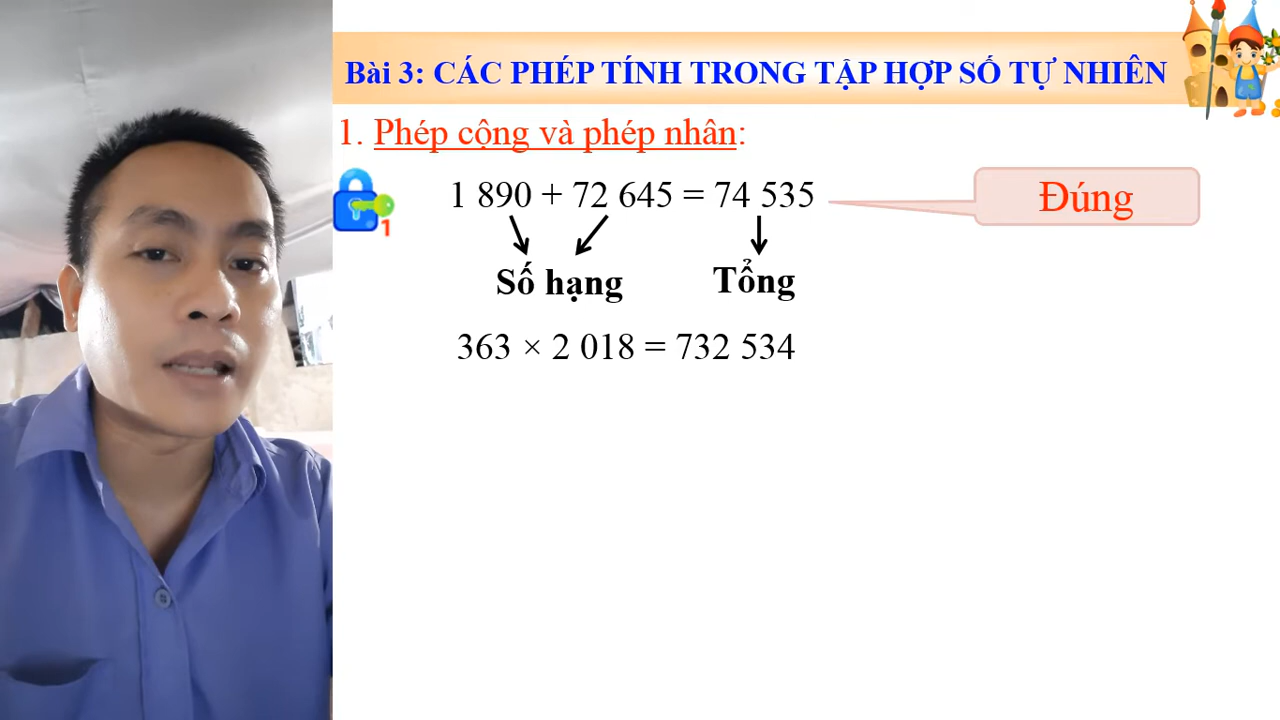 Bài 3: CÁC PHÉP TÍNH TRONG TẬP HỢP SỐ TỰ NHIÊN
1. Phép cộng và phép nhân:
1
1 890 + 72 645 = 74 535
Đúng
Số hạng
Tổng
363 × 2 018 = 732 534